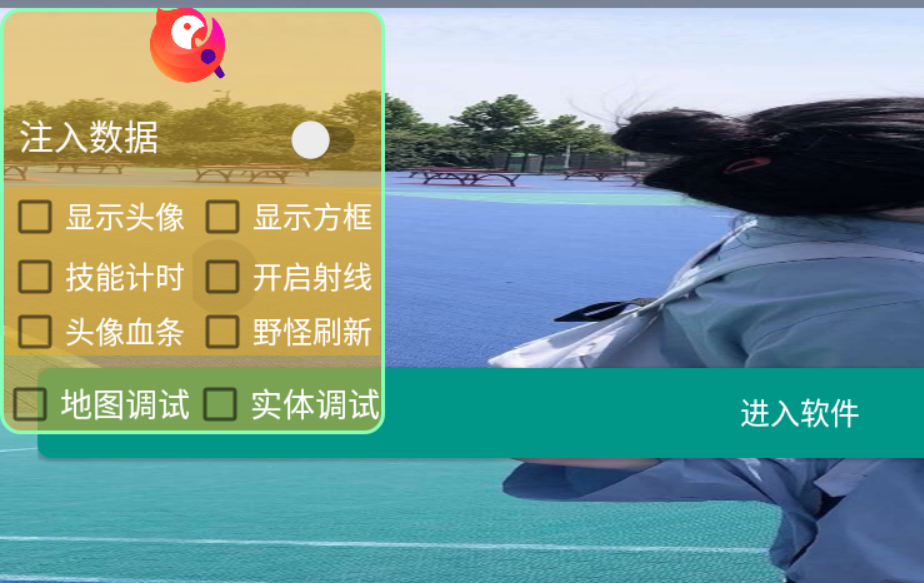 注入数据
显示头像 显示方框
技能计时 开启射线
头像血条 野怪刷新
地图调试 实体调试
进入软件